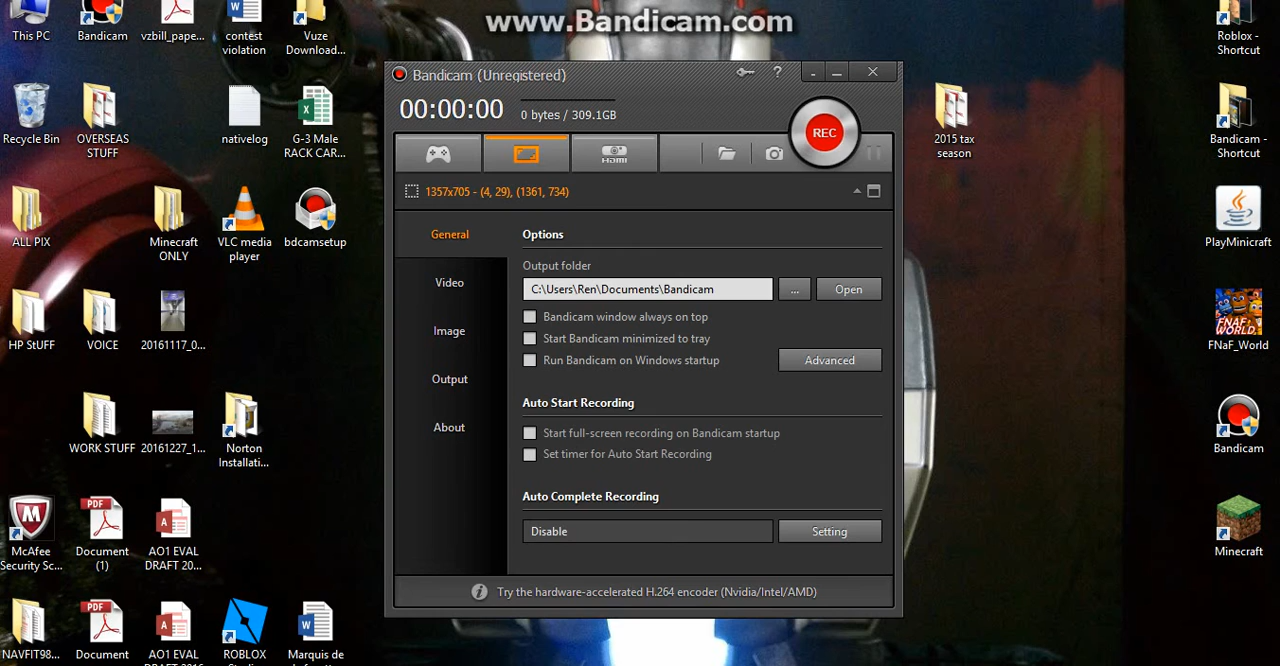 www.Bandicam.com
This PC
Bandicam
vzbill_pape...
contest
violation
Vuze
Download...
Roblox -
Shortcut
Bandicam (Unregistered)
?
00:00:00
0 bytes / 309.1GB
REC
HDMI
1357x705 - (4, 29), (1361, 734)
General
Video
Image
Output
About
Options
Output folder
C:\Users\Ren\Documents\Bandicam
...
Open
Bandicam window always on top
Start Bandicam minimized to tray
Run Bandicam on Windows startup
Advanced
Auto Start Recording
Start full-screen recording on Bandicam startup
Set timer for Auto Start Recording
Auto Complete Recording
Disable
Setting
Try the hardware-accelerated H.264 encoder (Nvidia/Intel/AMD)
Recycle Bin
OVERSEAS
STUFF
nativelog
G-3 Male
RACK CAR...
2015 tax
season
Bandicam -
Shortcut
ALL PIX
Minecraft
ONLY
VLC media
player
bdcamsetup
PlayMinicraft
HP StUFF
VOICE
20161117_0...
FNAF
WORLD
FNaF_World
WORK STUFF
20161227_1...
Norton
Installati...
Bandicam
McAfee
Security Sc...
PDF
Document
(1)
AO1 EVAL
DRAFT 20...
Minecraft
NAVFIT98...
PDF
Document
AO1 EVAL
DRAFT 2016
ROBLOX
Marquis de